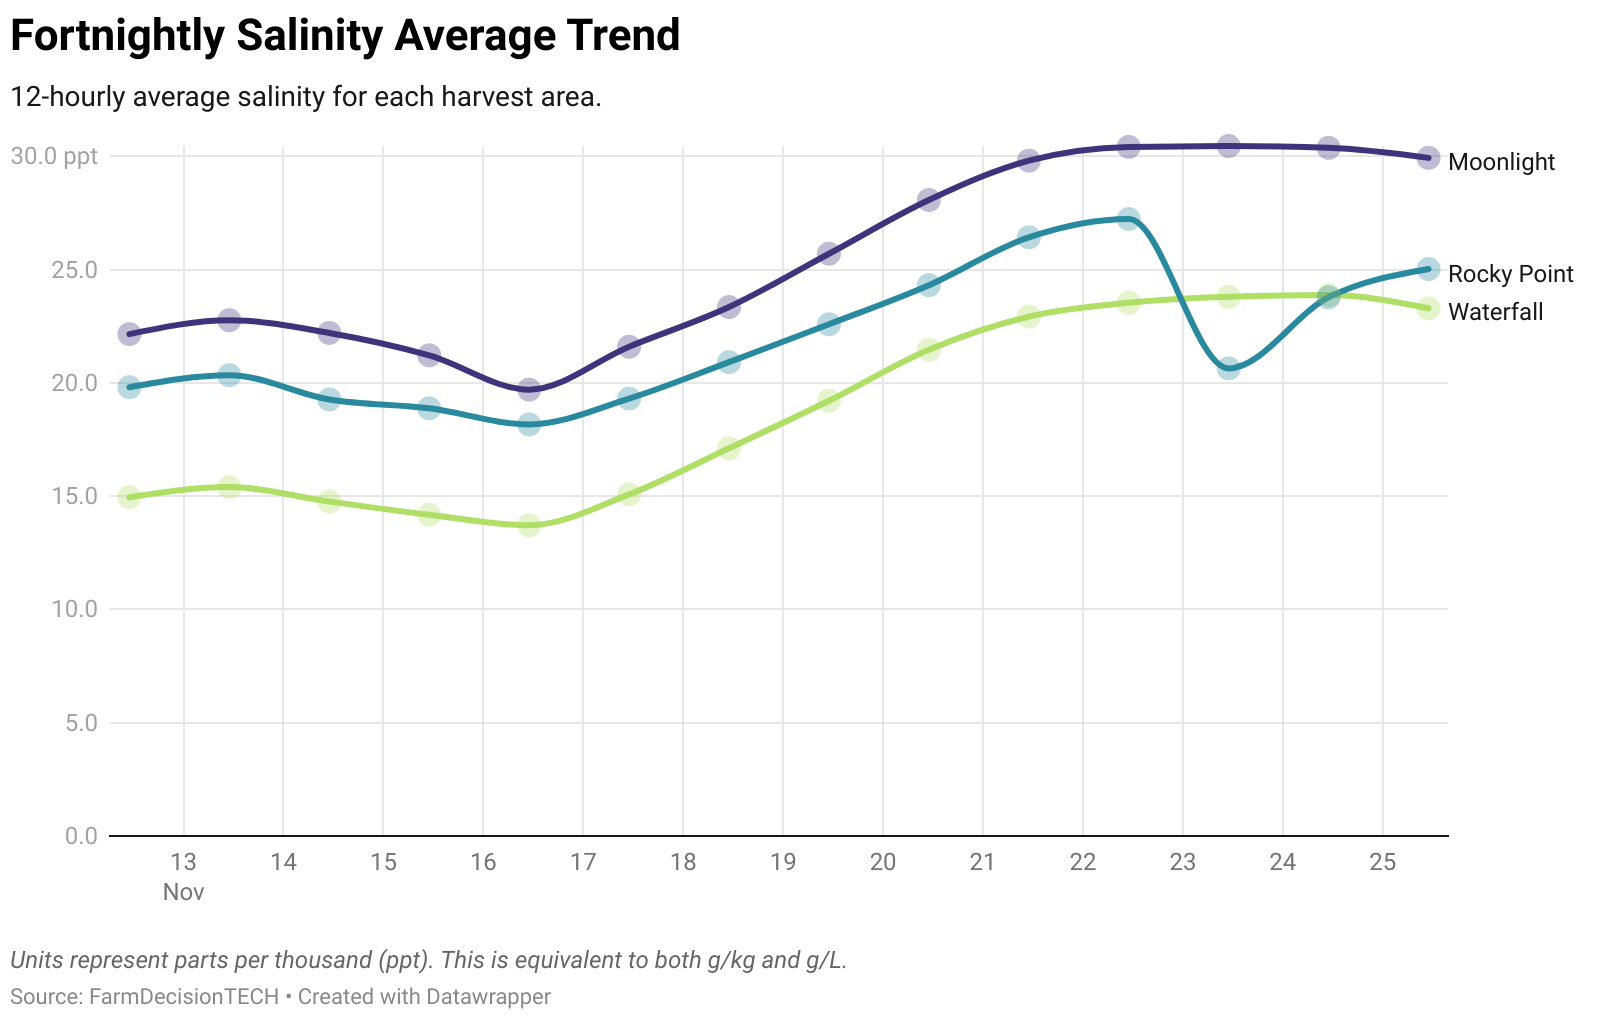 Fortnightly Salinity Average Trend
12-hourly average salinity for each harvest area.
30.0 ppt
25.0
20.0
15.0
10.0
5.0
0.0
Moonlight
Rocky Point
Waterfall
13 14 15 16 17 18 19 20 21 22 23 24 25
Nov
Units represent parts per thousand (ppt). This is equivalent to both g/kg and g/L.
Source: FarmDecisionTECH • Created with Datawrapper